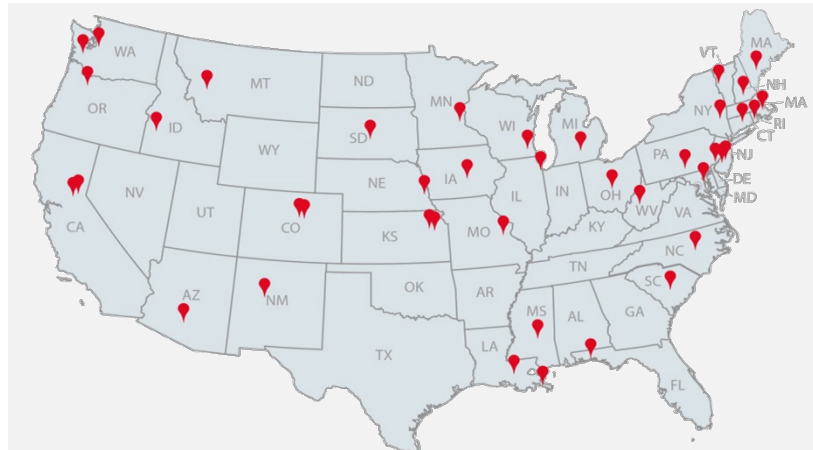 MA
VT
WA
MT
ND
NH
MN
MA
OR
NY
RI
ID
SD
WI
MI
CT
WY
PA
NJ
NE
IA
DE
NV
IL
IN
OH
MD
UT
WV
VA
CO
CA
KS
MO
KY
NC
TN
SC
AZ
NM
OK
AR
MS
AL
GA
LA
TX
FL